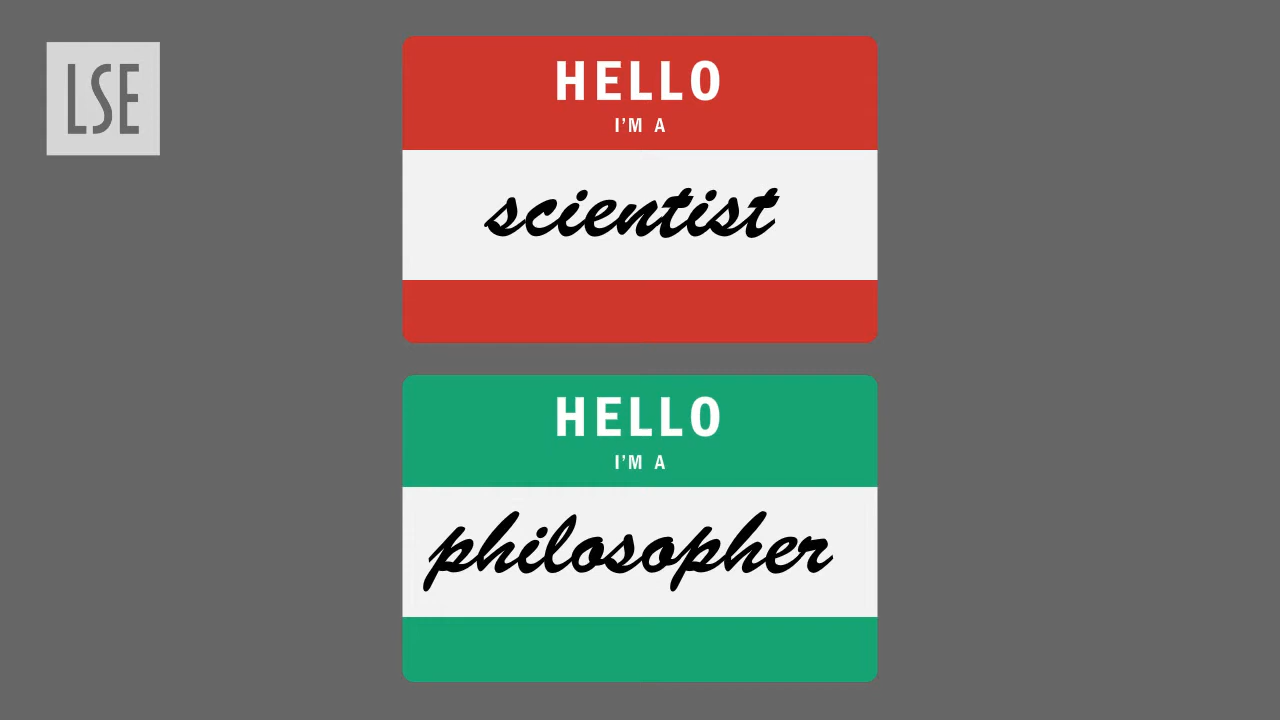 LSE
HELLO
I'M A
scientist
HELLO
I'M A
philosopher